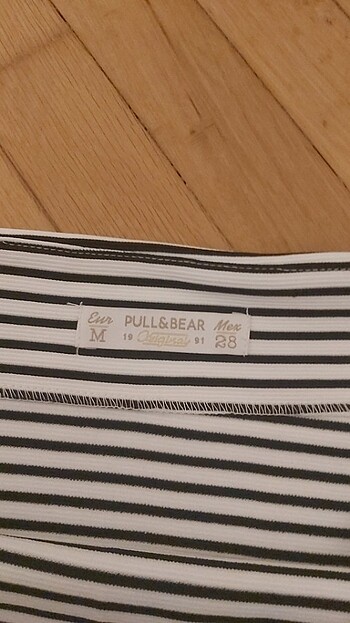 Eur PULL&BEAR Mex
M 19 Original 91 28